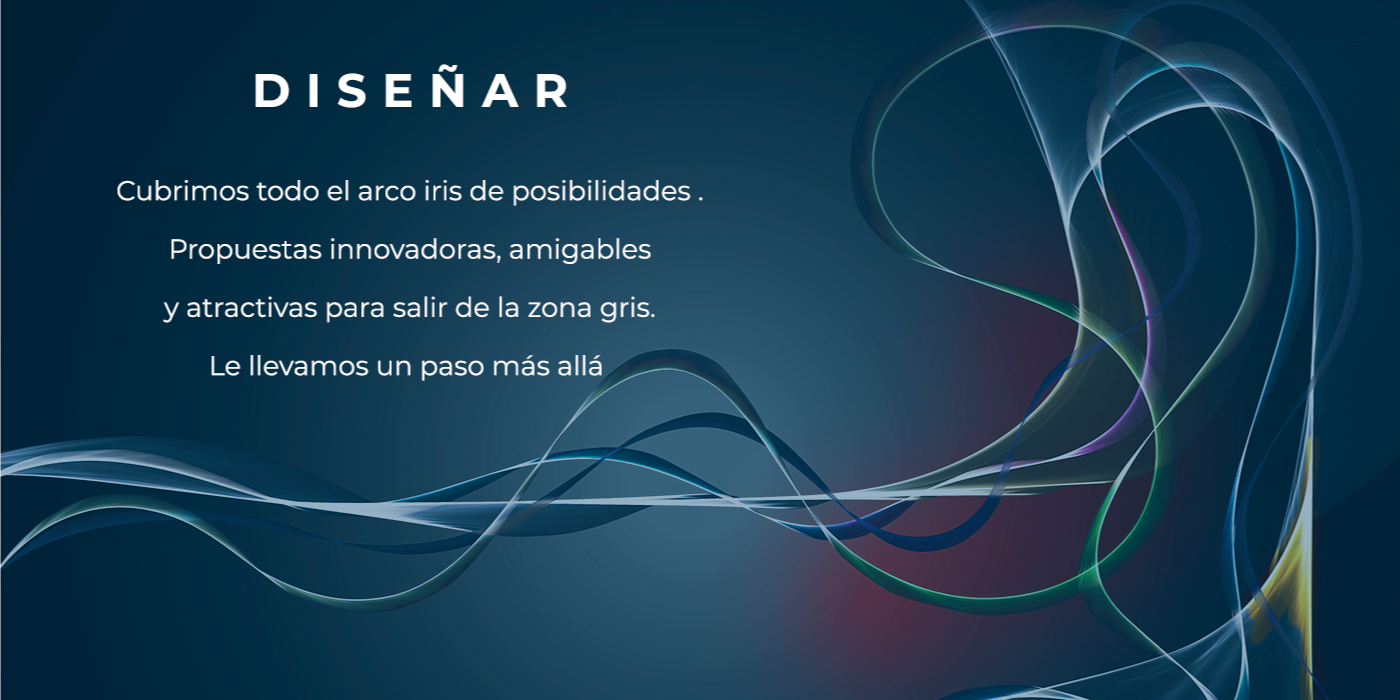 DISEÑAR
Cubrimos todo el arco iris de posibilidades .
Propuestas innovadoras, amigables
y atractivas para salir de la zona gris.
Le llevamos un paso más allá